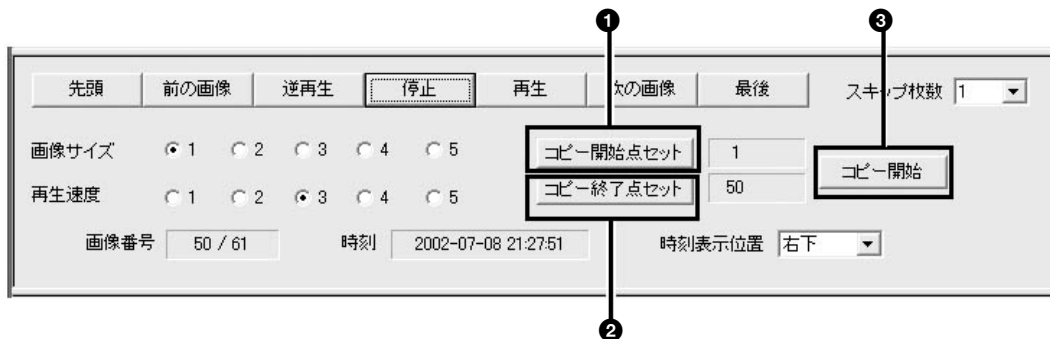 ❶ ❸
先頭 前の画像 逆再生 停止 再生 次の画像 最後 スキップ枚数 1
画像サイズ 1 2 3 4 5 コピー開始点セット 1
コピー開始
再生速度 1 2 3 4 5 コピー終了点セット 50
画像番号 50 / 61 時刻 2002-07-08 21:27:51 時刻表示位置 右下
❷